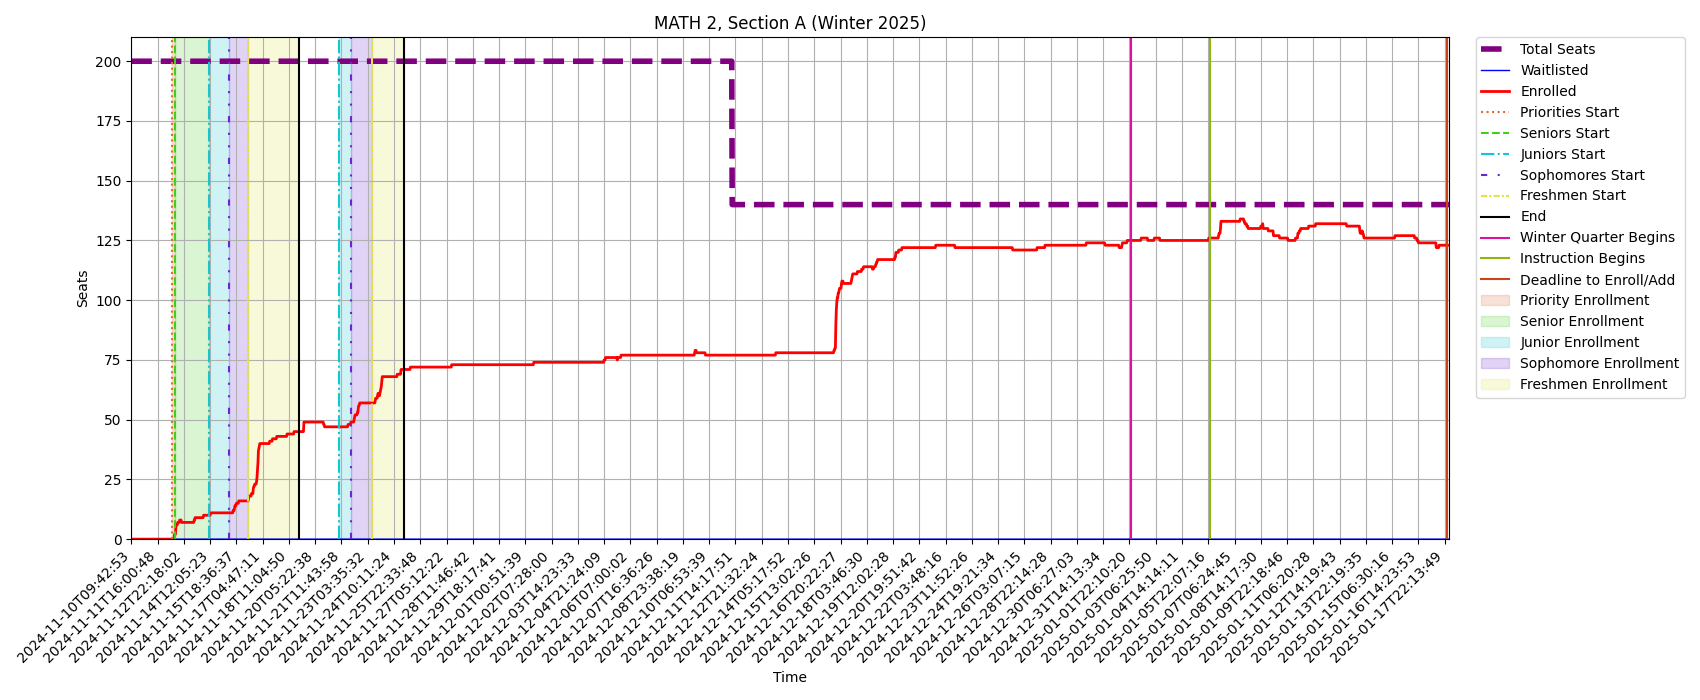 MATH 2, Section A (Winter 2025)
200
175
150
125
100
75
50
25
0
Seats
2024-11-10T09:42:53
2024-11-11T16:00:48
2024-11-12T22:18:02
2024-11-14T12:05:23
2024-11-15T18:36:37
2024-11-17T04:47:11
2024-11-18T11:04:50
2024-11-20T05:22:38
2024-11-21T11:43:58
2024-11-23T03:35:32
2024-11-24T10:11:24
2024-11-25T22:33:48
2024-11-27T05:12:22
2024-11-28T11:46:42
2024-11-29T18:17:41
2024-12-01T00:51:39
2024-12-02T07:28:00
2024-12-03T14:23:33
2024-12-04T21:24:09
2024-12-06T07:00:02
2024-12-07T16:36:26
2024-12-08T23:38:19
2024-12-10T06:53:39
2024-12-11T14:17:51
2024-12-12T21:32:24
2024-12-14T05:17:52
2024-12-15T13:02:26
2024-12-16T20:22:27
2024-12-18T03:46:30
2024-12-19T12:02:28
2024-12-20T19:51:42
2024-12-22T03:48:16
2024-12-23T11:52:26
2024-12-24T19:21:34
2024-12-26T03:07:15
2024-12-28T22:14:28
2024-12-30T06:27:03
2024-12-31T14:13:34
2025-01-01T22:10:20
2025-01-03T06:25:50
2025-01-04T14:14:11
2025-01-05T22:07:16
2025-01-07T06:24:45
2025-01-08T14:17:30
2025-01-09T22:18:46
2025-01-11T06:20:28
2025-01-12T14:19:43
2025-01-13T22:19:35
2025-01-15T06:30:16
2025-01-16T14:23:53
2025-01-17T22:13:49
Time
Total Seats
Waitlisted
Enrolled
Priorities Start
Seniors Start
Juniors Start
Sophomores Start
Freshmen Start
End
Winter Quarter Begins
Instruction Begins
Deadline to Enroll/Add
Priority Enrollment
Senior Enrollment
Junior Enrollment
Sophomore Enrollment
Freshmen Enrollment